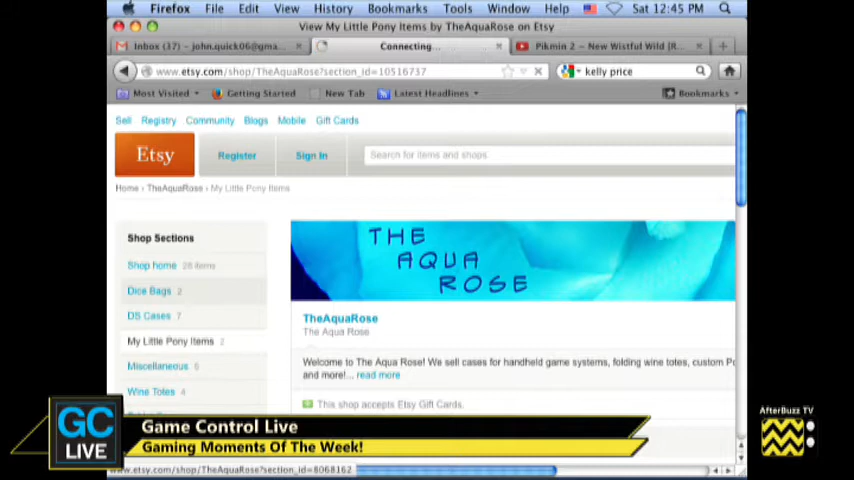 Firefox File Edit View History Bookmarks Tools Window Help Sat 12:45 PM
View My Little Pony Items by TheAquaRose on Etsy
Inbox (37) - john.quick06@gma... Connecting... Pikmin 2 - New Wistful Wild [R...
www.etsy.com/shop/TheAquaRose?section_id=10516737 kelly price
Most Visited Getting Started New Tab Latest Headlines Bookmarks
Sell Registry Community Blogs Mobile Gift Cards
Etsy Register Sign In Search for items and shops
Home › TheAquaRose › My Little Pony Items
Shop Sections
Shop home 28 items
Dice Bags 2
DS Cases 7
My Little Pony Items 2
Miscellaneous 6
Wine Totes 4
THE
AQUA
ROSE
TheAquaRose
The Aqua Rose
Welcome to The Aqua Rose! We sell cases for handheld game systems, folding wine totes, custom
and more!... read more
This shop accepts Etsy Gift Cards.
GC
LIVE
Game Control Live
Gaming Moments Of The Week!
AfterBuzz TV
www.etsy.com/shop/TheAquaRose?section_id=8068162